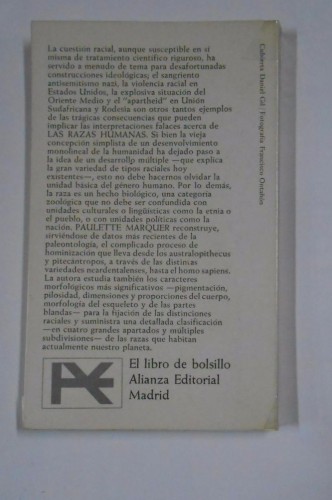 La cuestión racial, aunque susceptible en sí
misma de tratamiento científico riguroso, ha
servido a menudo de tema para desafortunadas
construcciones ideológicas; el sangriento
antisemitismo nazi, la violencia racial en
Estados Unidos, la explosiva situación del
Oriente Medio y el "apartheid" en Unión
Sudafricana y Rodesia son otros tantos ejemplos
de las trágicas consecuencias que pueden
implicar las interpretaciones falaces acerca de
LAS RAZAS HUMANAS. Si bien la vieja
concepción simplista de un desenvolvimiento
monolineal de la humanidad ha dejado paso a
la idea de un desarrollo múltiple —que explica
la gran variedad de tipos raciales hoy
existentes—, esto no debe hacernos olvidar la
unidad básica del género humano. Por lo demás,
la raza es un hecho biológico, una categoría
zoológica que no debe ser confundida con
unidades culturales o lingüísticas como la etnia o
el pueblo, o con unidades políticas como la
nación. PAULETTE MARQUER reconstruye,
sirviéndose de datos mas recientes de la
paleontología, el complicado proceso de
hominización que lleva desde los australopithecus
y pitecántropos, a través de las distintas
variedades neardentalenses, hasta el homo sapiens.
La autora estudia también los caracteres
morfológicos más significativos —pigmentación,
pilosidad, dimensiones y proporciones del cuerpo,
morfología del esqueleto y de las partes
blandas— para la fijación de las distinciones
raciales y suministra una detallada clasificación
—en cuatro grandes apartados y multiples
subdivisiones— de las razas que habitan
actualmente nuestro planeta.
El libro de bolsillo
Alianza Editorial
Madrid
Cubierta Daniel Gil / Fotografía Francisco Ontañón